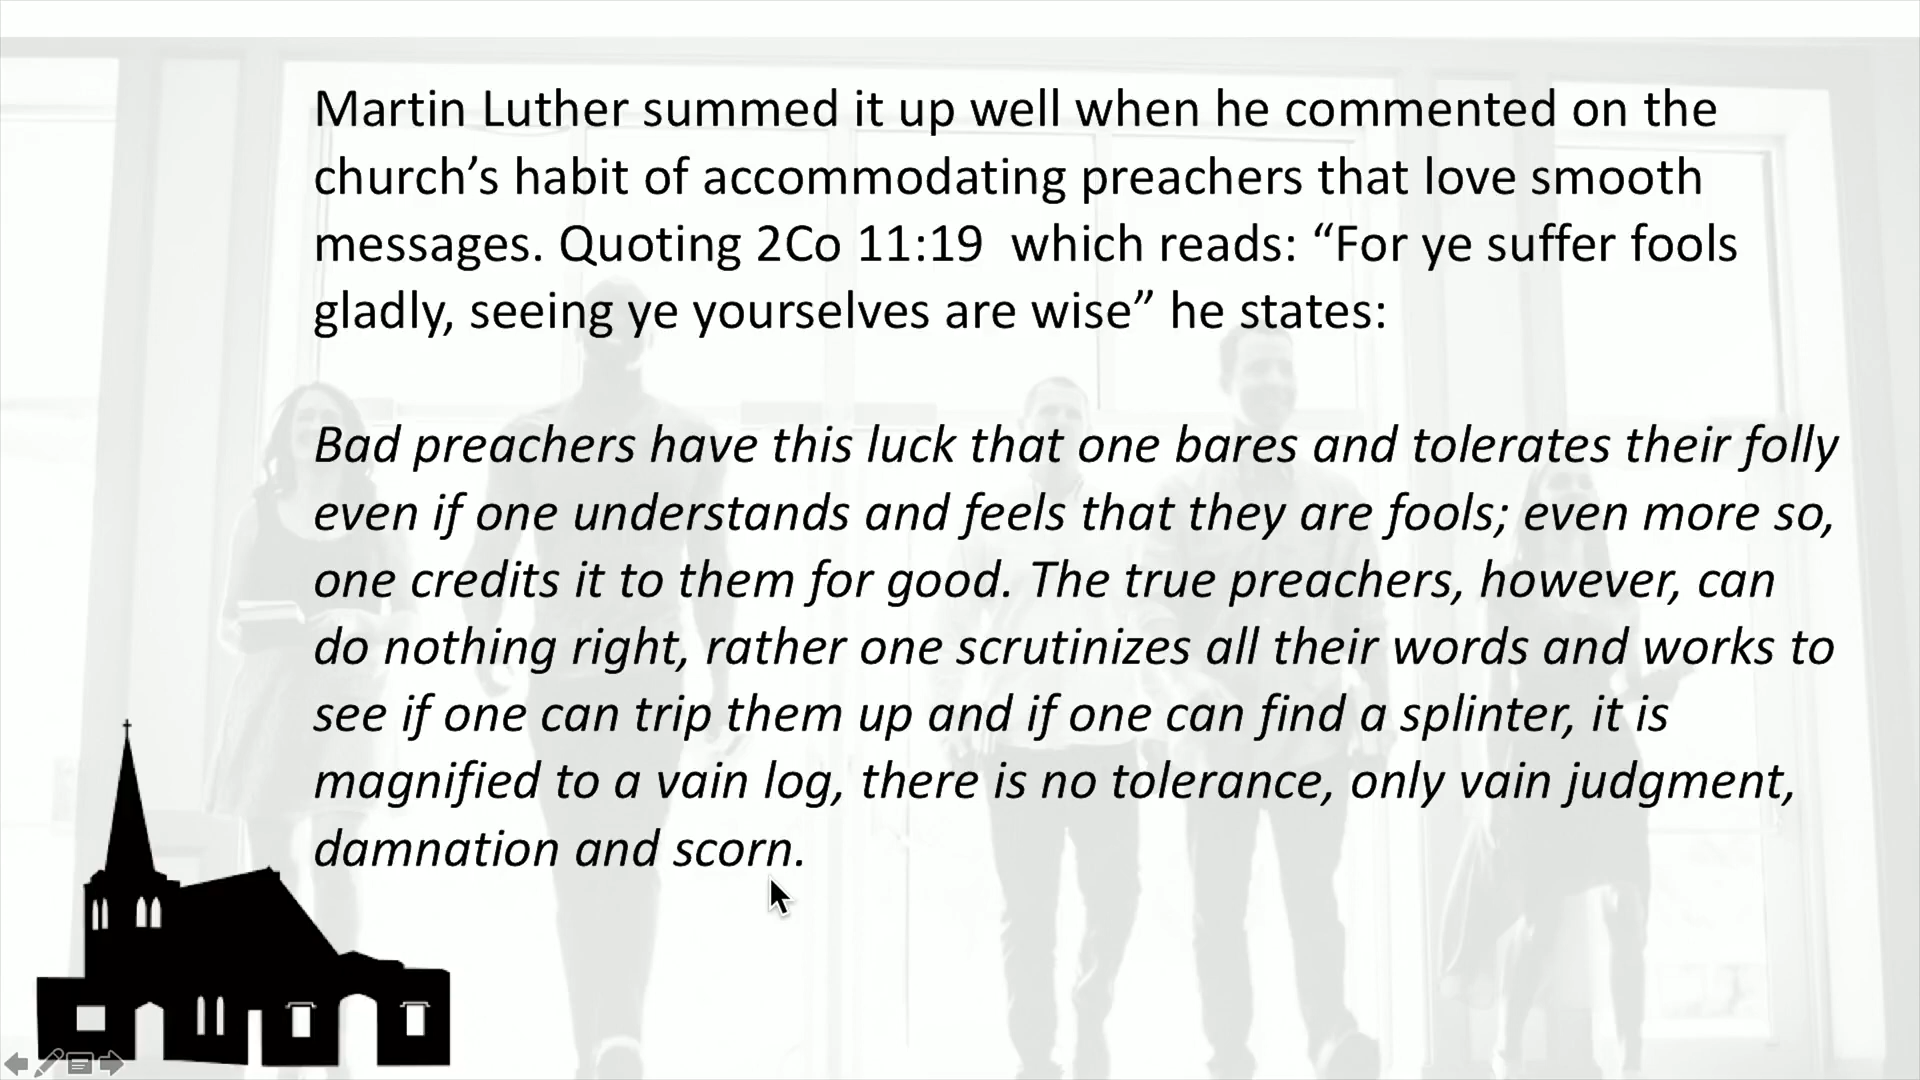 Martin Luther summed it up well when he commented on the
church’s habit of accommodating preachers that love smooth
messages. Quoting 2Co 11:19  which reads: “For ye suffer fools
gladly, seeing ye yourselves are wise” he states:
Bad preachers have this luck that one bares and tolerates their folly
even if one understands and feels that they are fools; even more so,
one credits it to them for good. The true preachers, however, can
do nothing right, rather one scrutinizes all their words and works to
see if one can trip them up and if one can find a splinter, it is
magnified to a vain log, there is no tolerance, only vain judgment,
damnation and scorn.